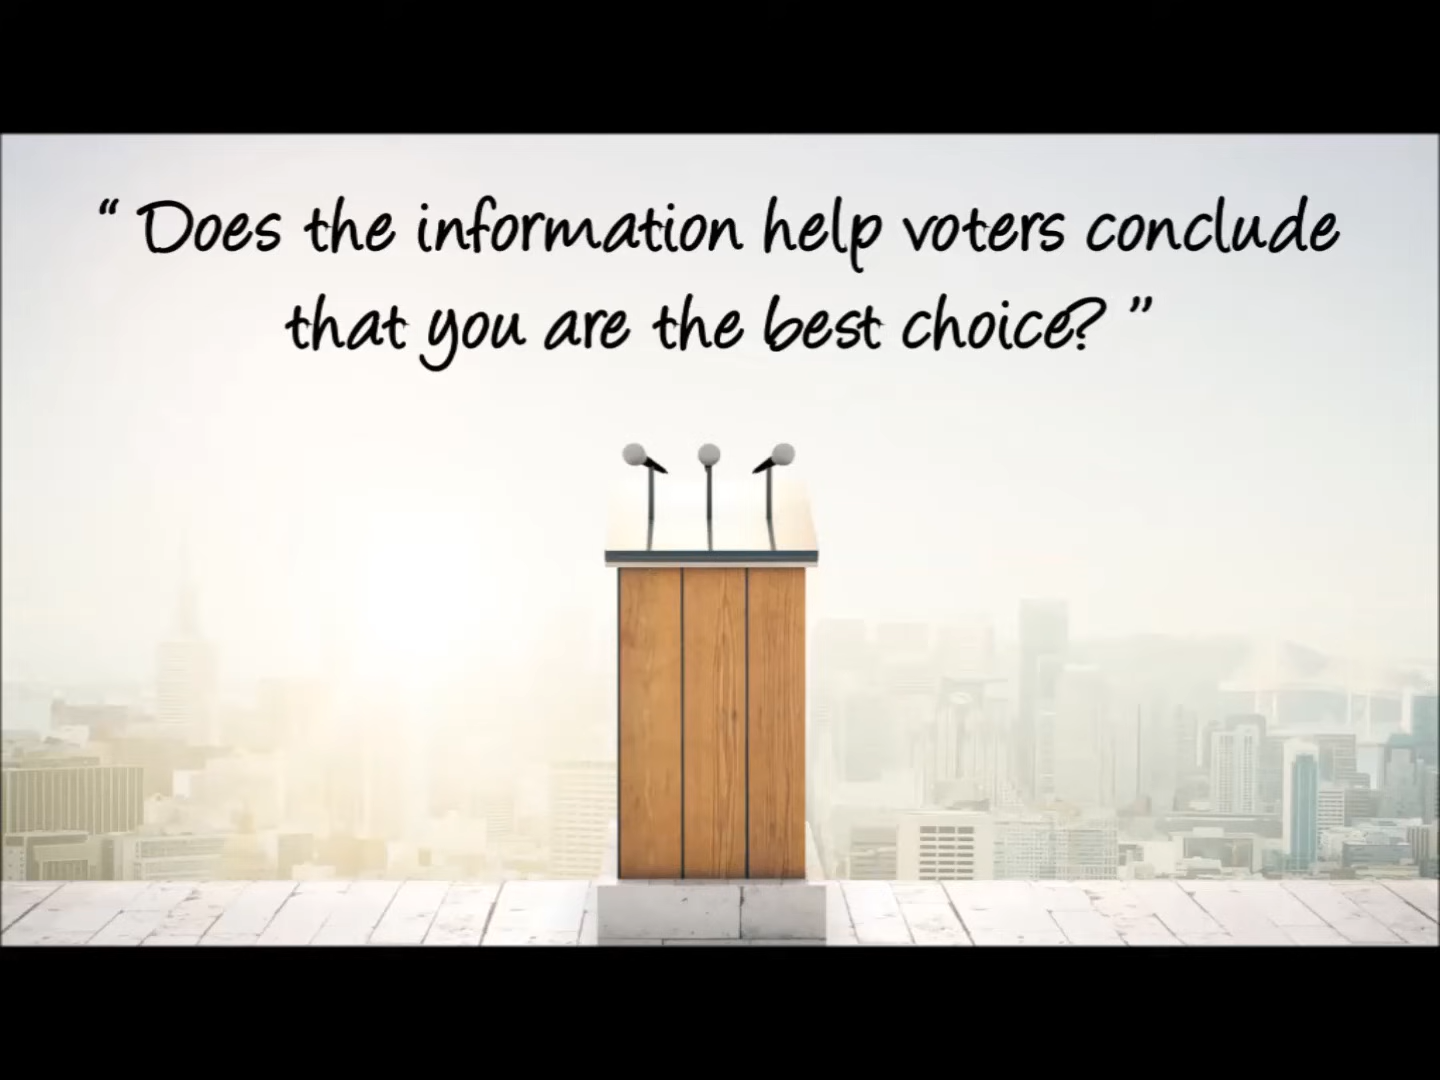 “ Does the information help voters conclude
that you are the best choice? ”